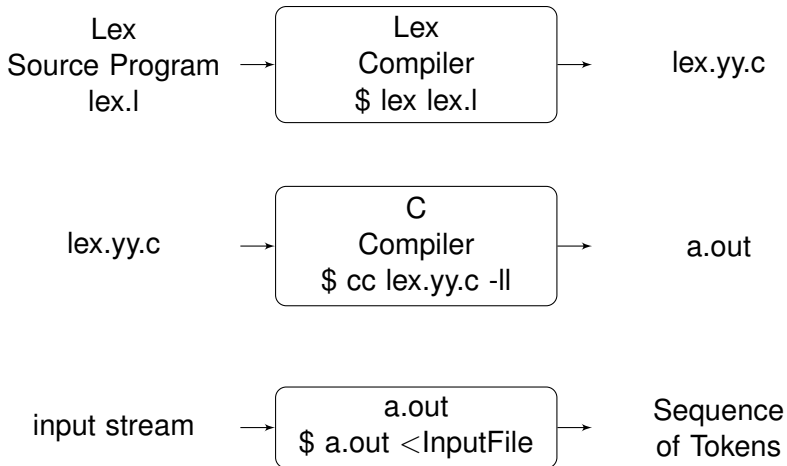 Lex
Source Program
lex.l
Lex
Compiler
$ lex lex.l
lex.yy.c
lex.yy.c
C
Compiler
$ cc lex.yy.c -ll
a.out
input stream
a.out
$ a.out <InputFile
Sequence
of Tokens